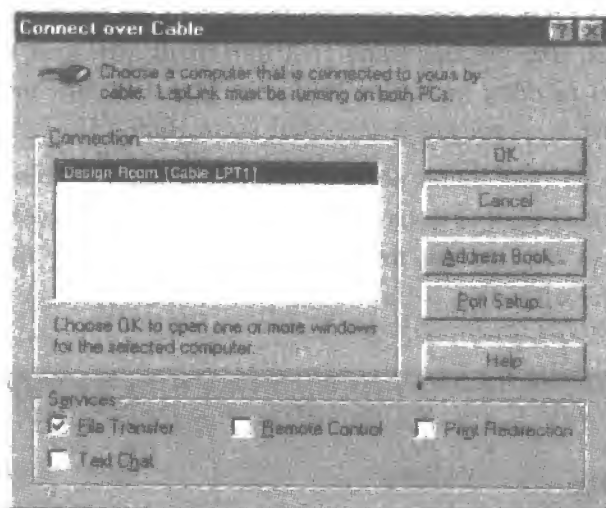 Connect over Cable
Choose a computer that is connected to yours by
cable. LapLink must be running on both PCs.
Connection
Design Room [Cable LPT1]
Choose OK to open one or more windows
for the selected computer.
OK
Cancel
Address Book...
Port Setup...
Help
Services
File Transfer
Remote Control
Print Redirection
Text Chat